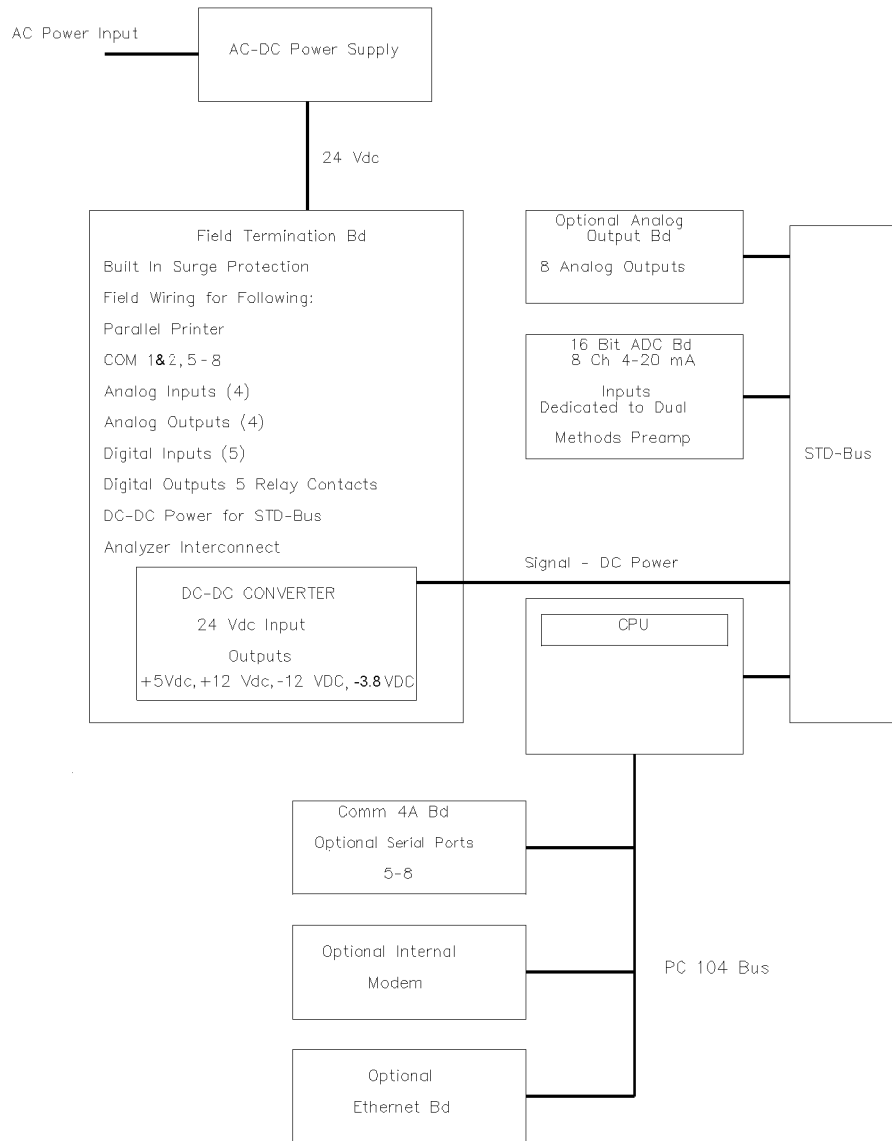 AC Power Input
AC-DC Power Supply
24 Vdc
Field Termination Bd
Built In Surge Protection
Field Wiring for Following:
Parallel Printer
COM 1&2, 5-8
Analog Inputs (4)
Analog Outputs (4)
Digital Inputs (5)
Digital Outputs 5 Relay Contacts
DC-DC Power for STD-Bus
Analyzer Interconnect
DC-DC CONVERTER
24 Vdc Input
Outputs
+5Vdc, +12 Vdc, -12 VDC, -3.8 VDC
Optional Analog
Output Bd
8 Analog Outputs
16 Bit ADC Bd
8 Ch 4-20 mA
Inputs
Dedicated to Dual
Methods Preamp
STD-Bus
Signal - DC Power
CPU
Comm 4A Bd
Optional Serial Ports
5-8
Optional Internal
Modem
PC 104 Bus
Optional
Ethernet Bd